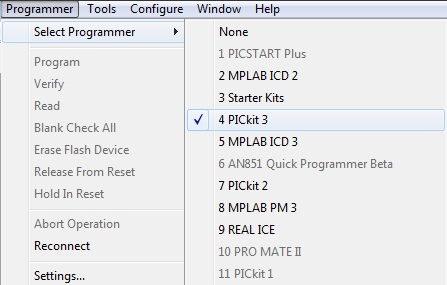 Programmer Tools Configure Window Help
Select Programmer
Program
Verify
Read
Blank Check All
Erase Flash Device
Release From Reset
Hold In Reset
Abort Operation
Reconnect
Settings...
None
1 PICSTART Plus
2 MPLAB ICD 2
3 Starter Kits
4 PICkit 3
5 MPLAB ICD 3
6 AN851 Quick Programmer Beta
7 PICkit 2
8 MPLAB PM 3
9 REAL ICE
10 PRO MATE II
11 PICkit 1